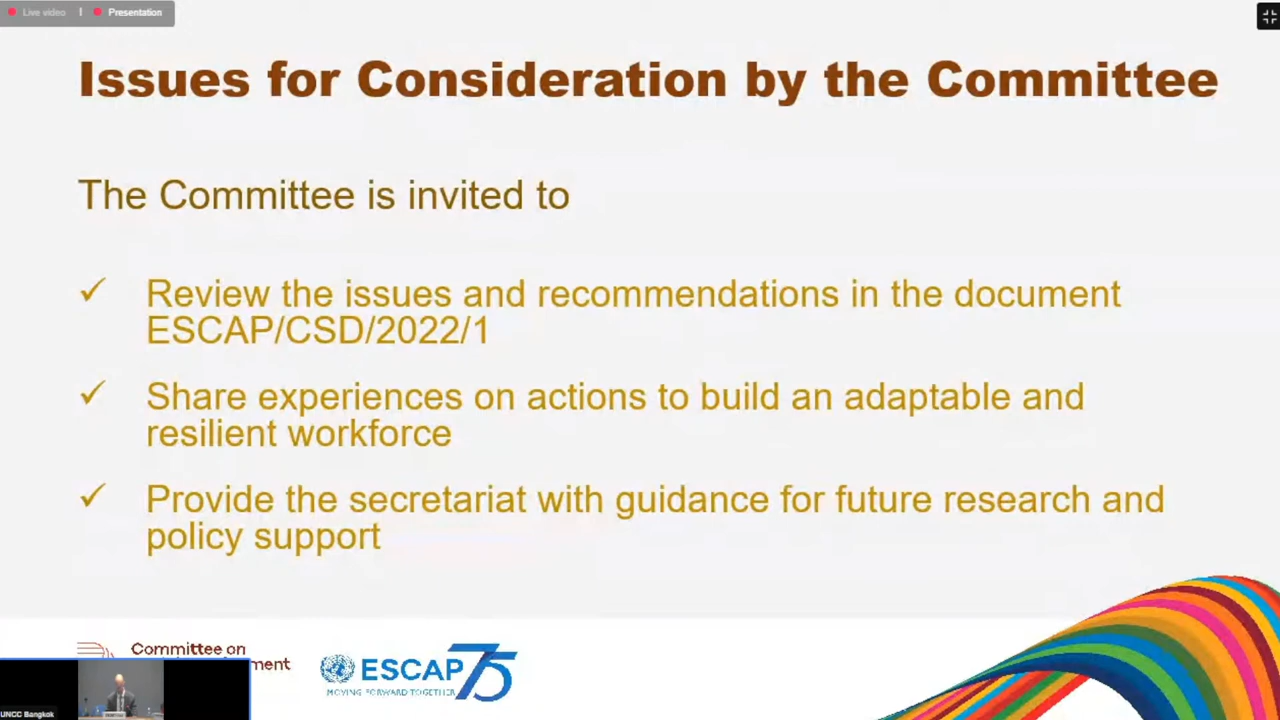 Live video | Presentation
Issues for Consideration by the Committee
The Committee is invited to
Review the issues and recommendations in the document
ESCAP/CSD/2022/1
Share experiences on actions to build an adaptable and
resilient workforce
Provide the secretariat with guidance for future research and
policy support
Committee on
ESCAP 75
MOVING FORWARD TOGETHER
UNCC Bangkok